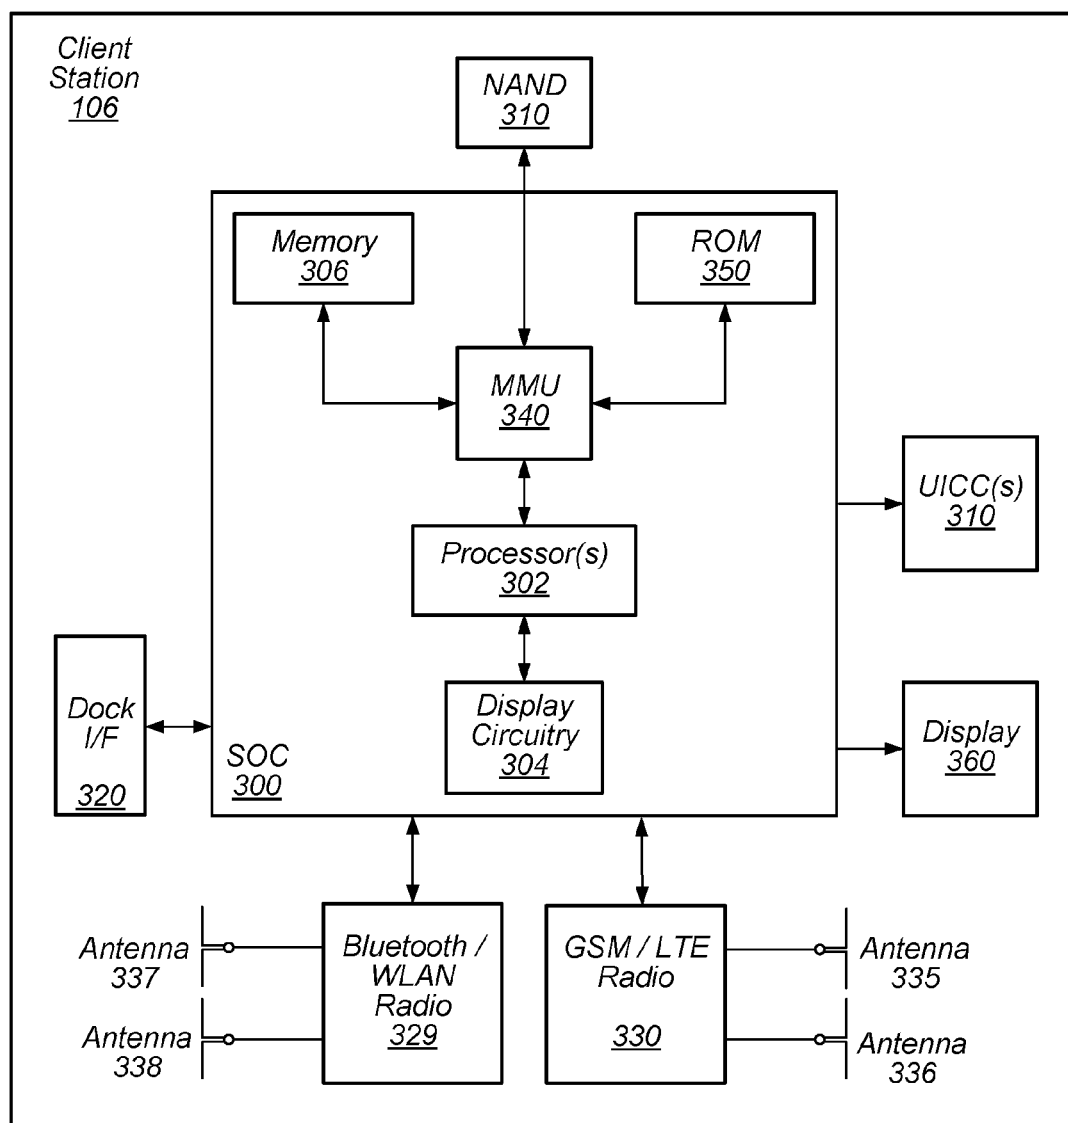 Client
Station
106
NAND
310
Memory
306
ROM
350
MMU
340
UICC(s)
310
Processor(s)
302
Dock
I/F
320
Display
Circuitry
304
SOC
300
Display
360
Antenna
337
Bluetooth /
WLAN
Radio
329
GSM / LTE
Radio
330
Antenna
335
Antenna
338
Antenna
336